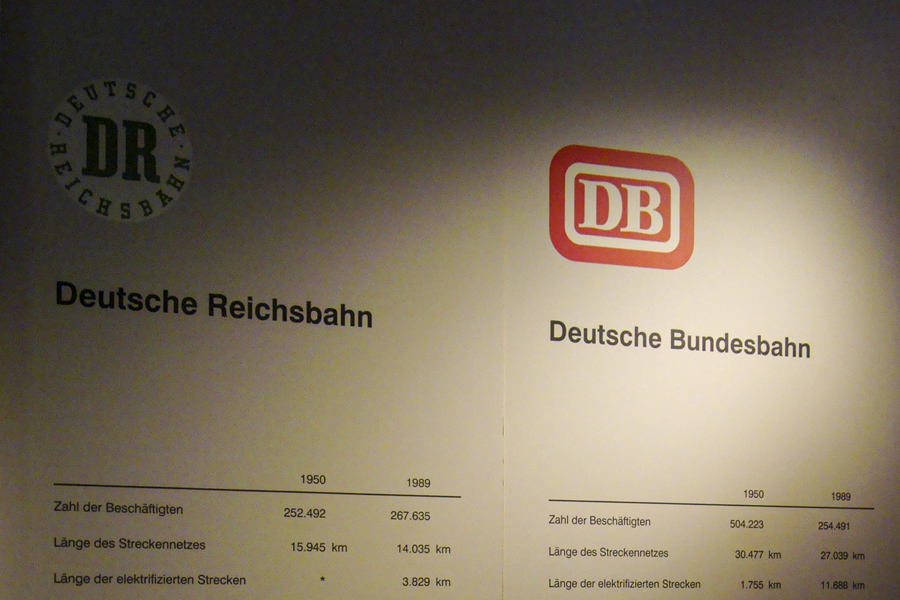 DEUTSCHE
DR
REICHSBAHN
Deutsche Reichsbahn
1950 1989
Zahl der Beschäftigten 252.492 267.635
Länge des Streckennetzes 15.945 km 14.035 km
Länge der elektrifizierten Strecken * 3.829 km
DB
Deutsche Bundesbahn
1950 1989
Zahl der Beschäftigten 504.223 254.491
Länge des Streckennetzes 30.477 km 27.039 km
Länge der elektrifizierten Strecken 1.755 km 11.688 km